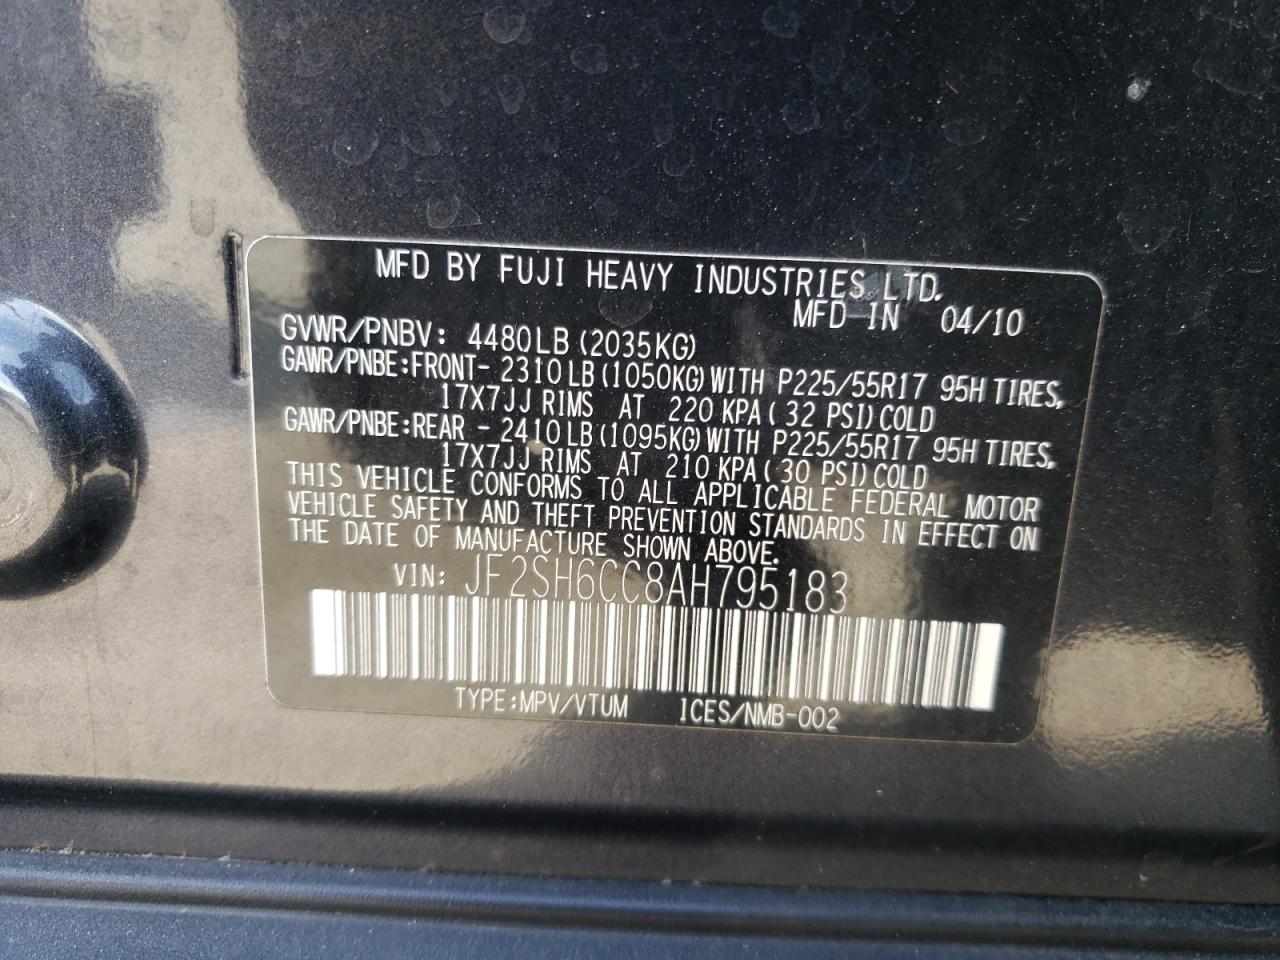 MFD BY FUJI HEAVY INDUSTRIES LTD.
MFD IN 04/10
GVWR/PNBV: 4480LB (2035KG)
GAWR/PNBE:FRONT- 2310 LB (1050KG) WITH P225/55R17 95H TIRES,
17X7JJ RIMS AT 220 KPA ( 32 PSI) COLD
GAWR/PNBE:REAR - 2410 LB (1095KG) WITH P225/55R17 95H TIRES,
17X7JJ RIMS AT 210 KPA ( 30 PSI) COLD
THIS VEHICLE CONFORMS TO ALL APPLICABLE FEDERAL MOTOR
VEHICLE SAFETY AND THEFT PREVENTION STANDARDS IN EFFECT ON
THE DATE OF MANUFACTURE SHOWN ABOVE.
VIN: JF2SH6CC8AH795183
TYPE:MPV/VTUM ICES/NMB-002